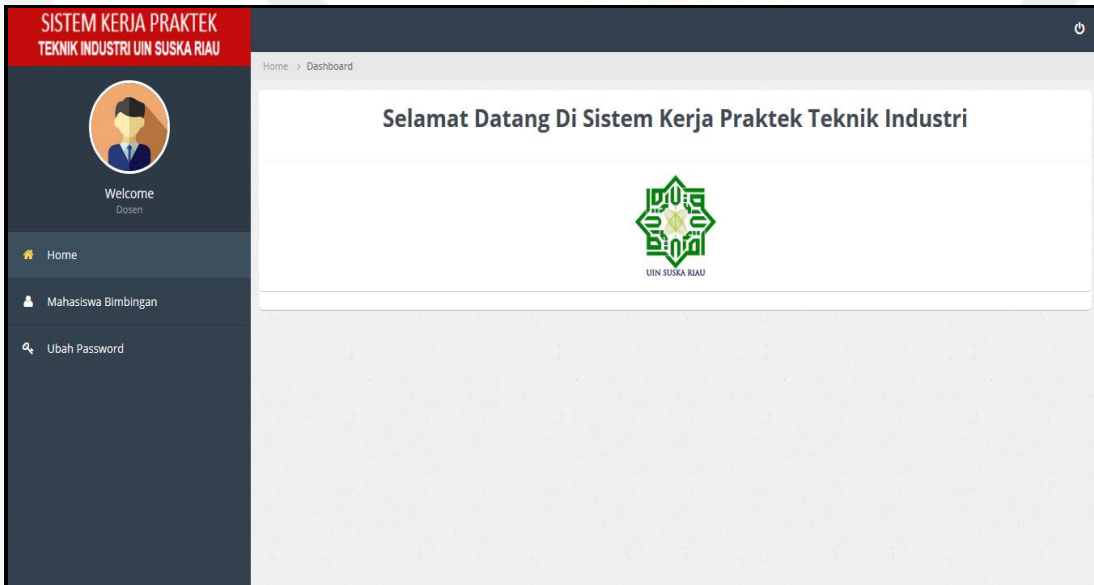 SISTEM KERJA PRAKTEK
TEKNIK INDUSTRI UIN SUSKA RIAU
Home > Dashboard
Selamat Datang Di Sistem Kerja Praktek Teknik Industri
UIN SUSKA RIAU
Welcome
Dosen
Home
Mahasiswa Bimbingan
Ubah Password